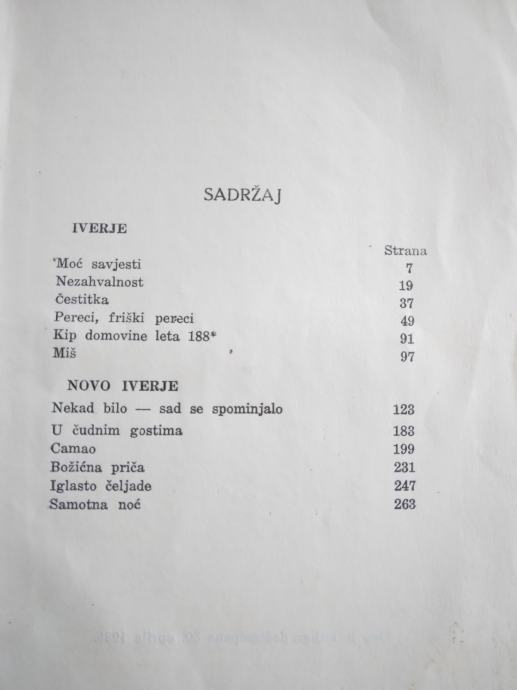 SADRŽAJ
IVERJE
Strana
Moć savjesti 7
Nezahvalnost 19
Čestitka 37
Pereci, friški pereci 49
Kip domovine leta 188* 91
Miš 97
NOVO IVERJE
Nekad bilo — sad se spominjalo 123
U čudnim gostima 183
Camao 199
Božićna priča 231
Iglasto čeljade 247
Samotna noć 263